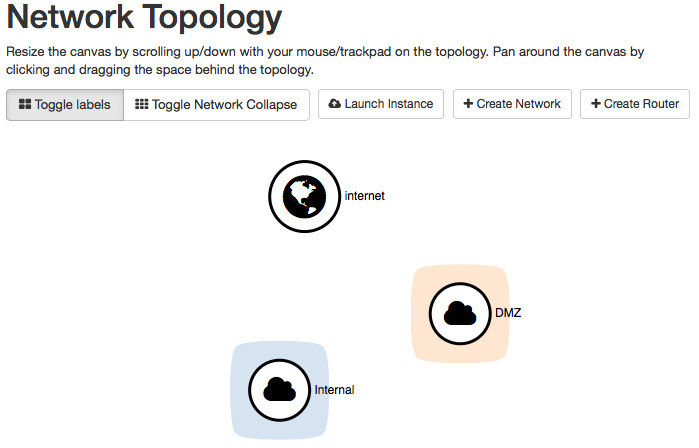 Network Topology
Resize the canvas by scrolling up/down with your mouse/trackpad on the topology. Pan around the canvas by
clicking and dragging the space behind the topology.
Toggle labels Toggle Network Collapse Launch Instance Create Network Create Router
internet
DMZ
Internal